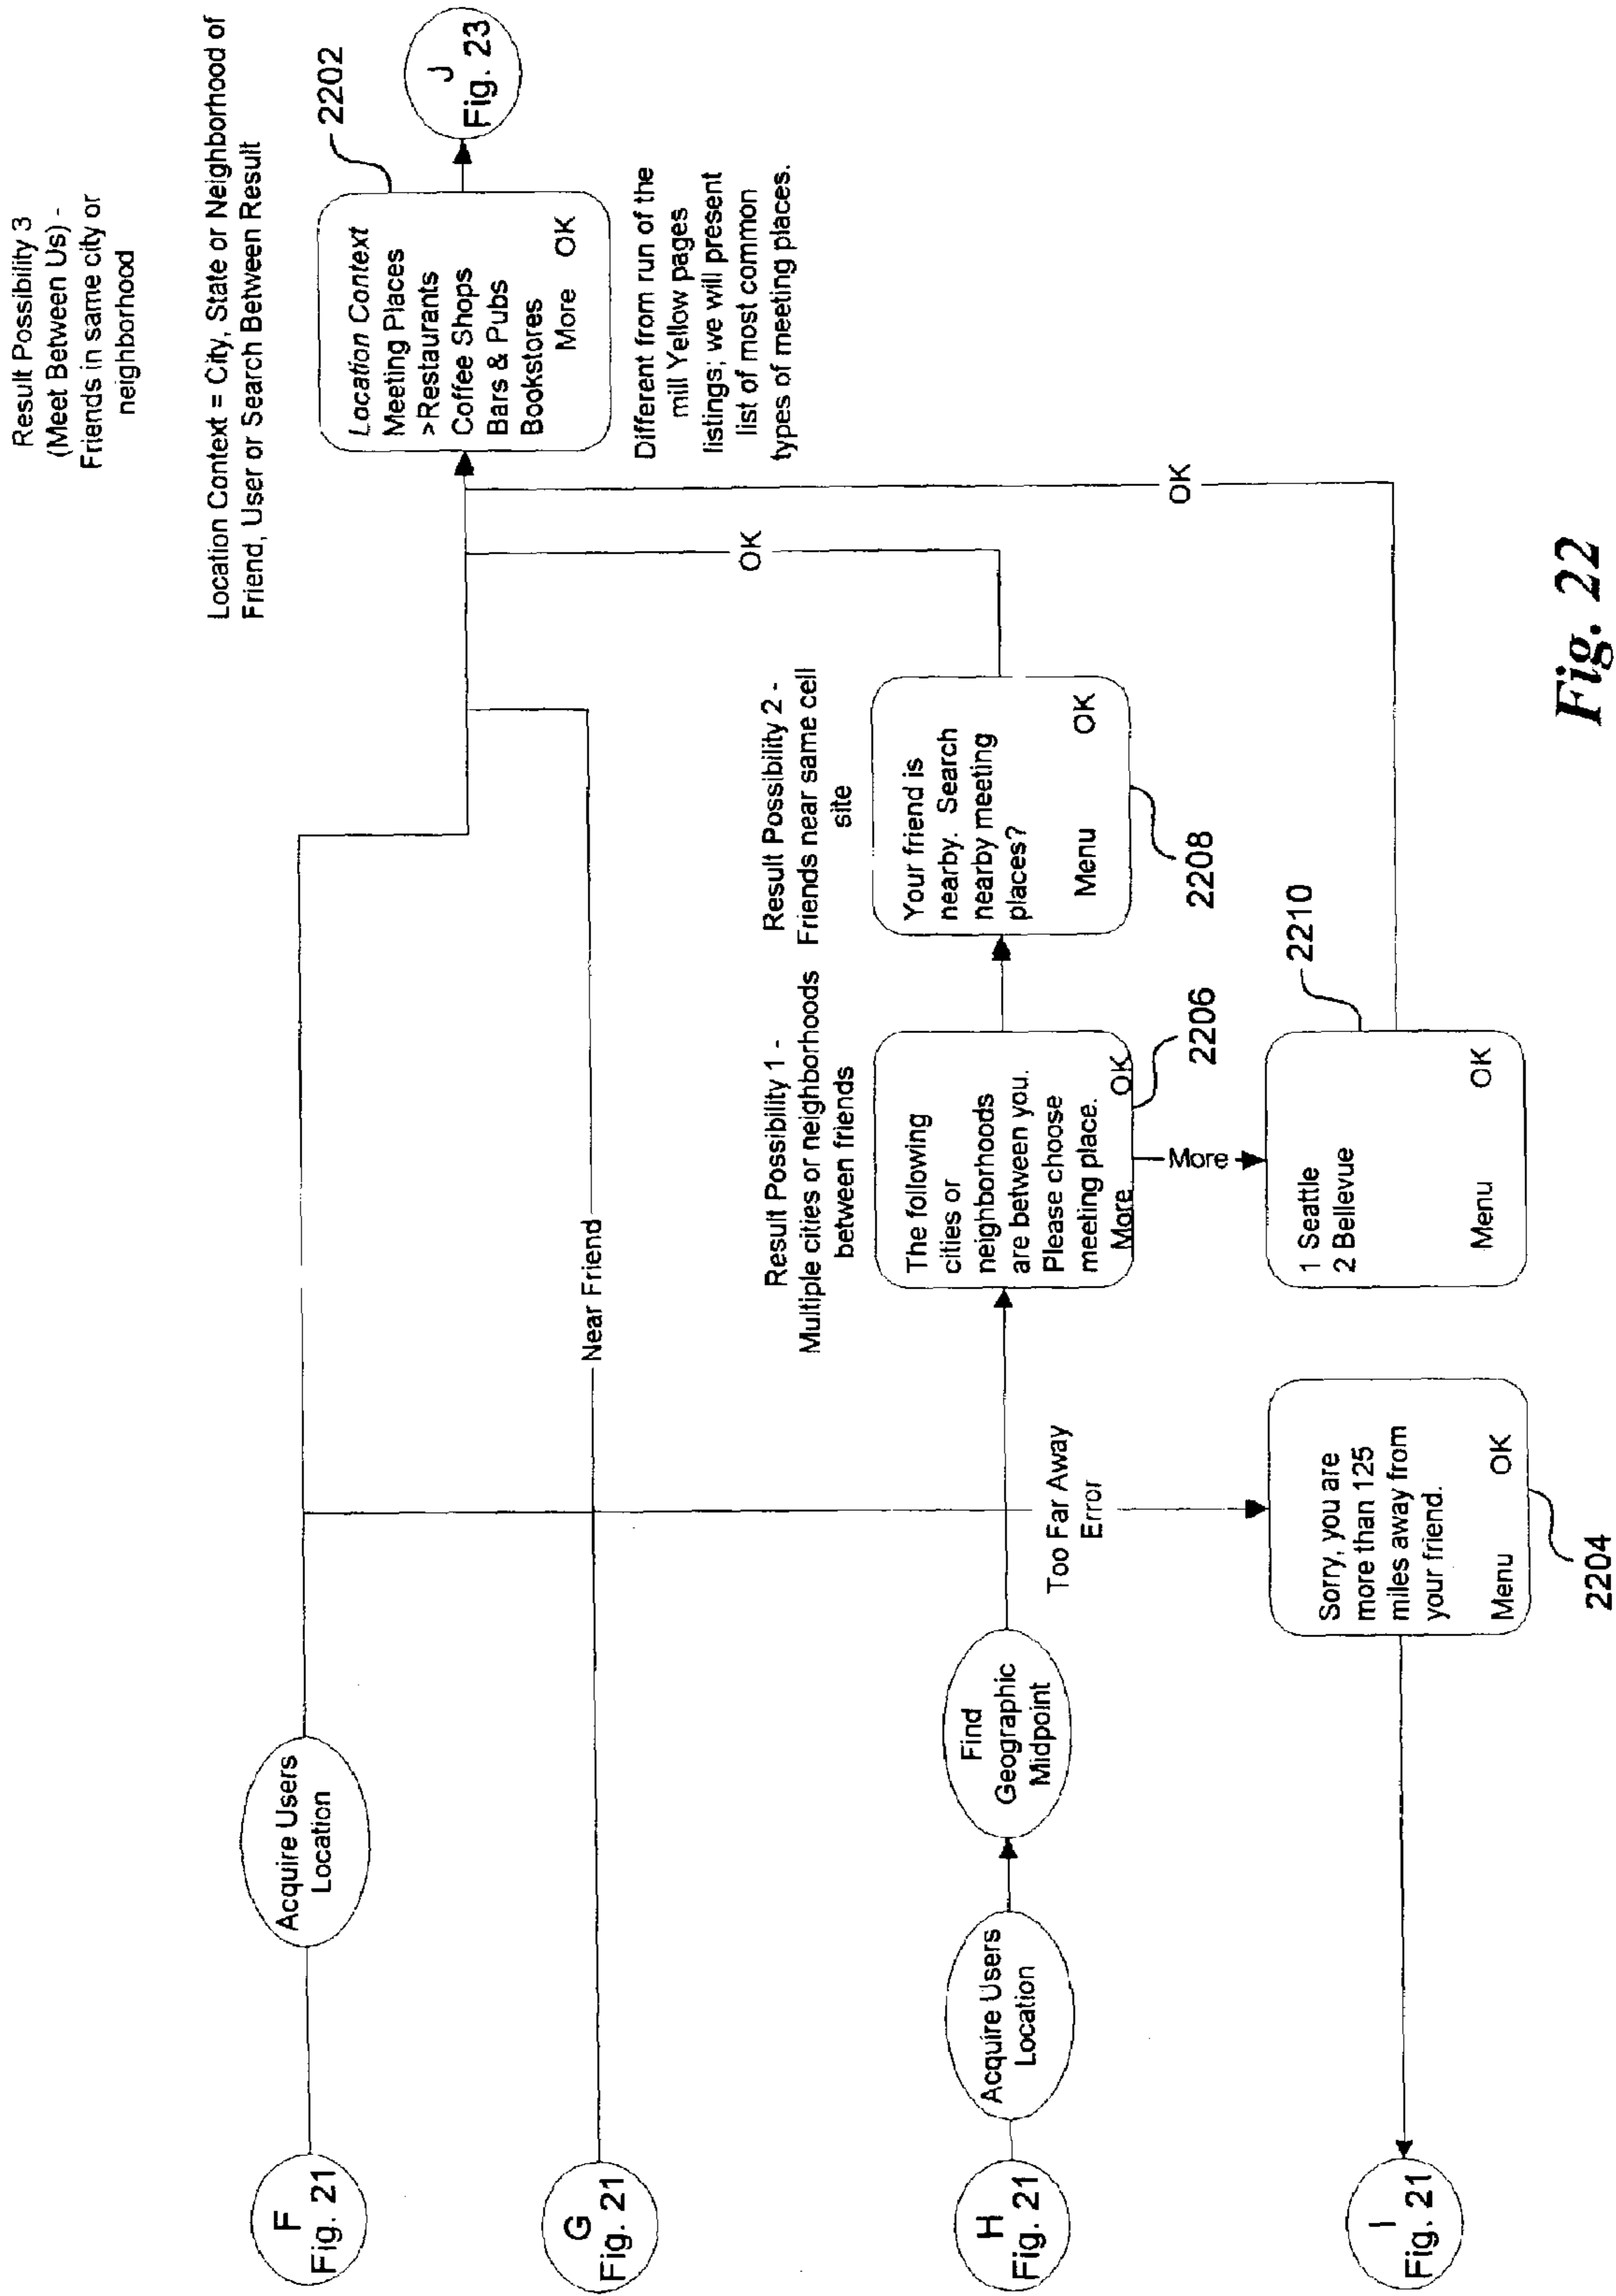 Result Possibility 3
(Meet Between Us) -
Friends in same city or
neighborhood
Location Context = City, State or Neighborhood of
Friend, User or Search Between Result
2202
Location Context
Meeting Places
>Restaurants
Coffee Shops
Bars & Pubs
Bookstores
More OK
J
Fig. 23
Different from run of the
mill Yellow pages
listings; we will present
list of most common
types of meeting places.
F
Fig. 21
Acquire Users
Location
G
Fig. 21
Near Friend
OK
OK
Result Possibility 1 -
Multiple cities or neighborhoods
between friends
Result Possibility 2 -
Friends near same cell
site
H
Fig. 21
Acquire Users
Location
Find
Geographic
Midpoint
The following
cities or
neighborhoods
are between you.
Please choose
meeting place.
More OK
2206
Your friend is
nearby. Search
nearby meeting
places?
Menu OK
2208
Too Far Away
Error
More
2210
1 Seattle
2 Bellevue
Menu OK
I
Fig. 21
Sorry, you are
more than 125
miles away from
your friend.
Menu OK
2204
Fig. 22